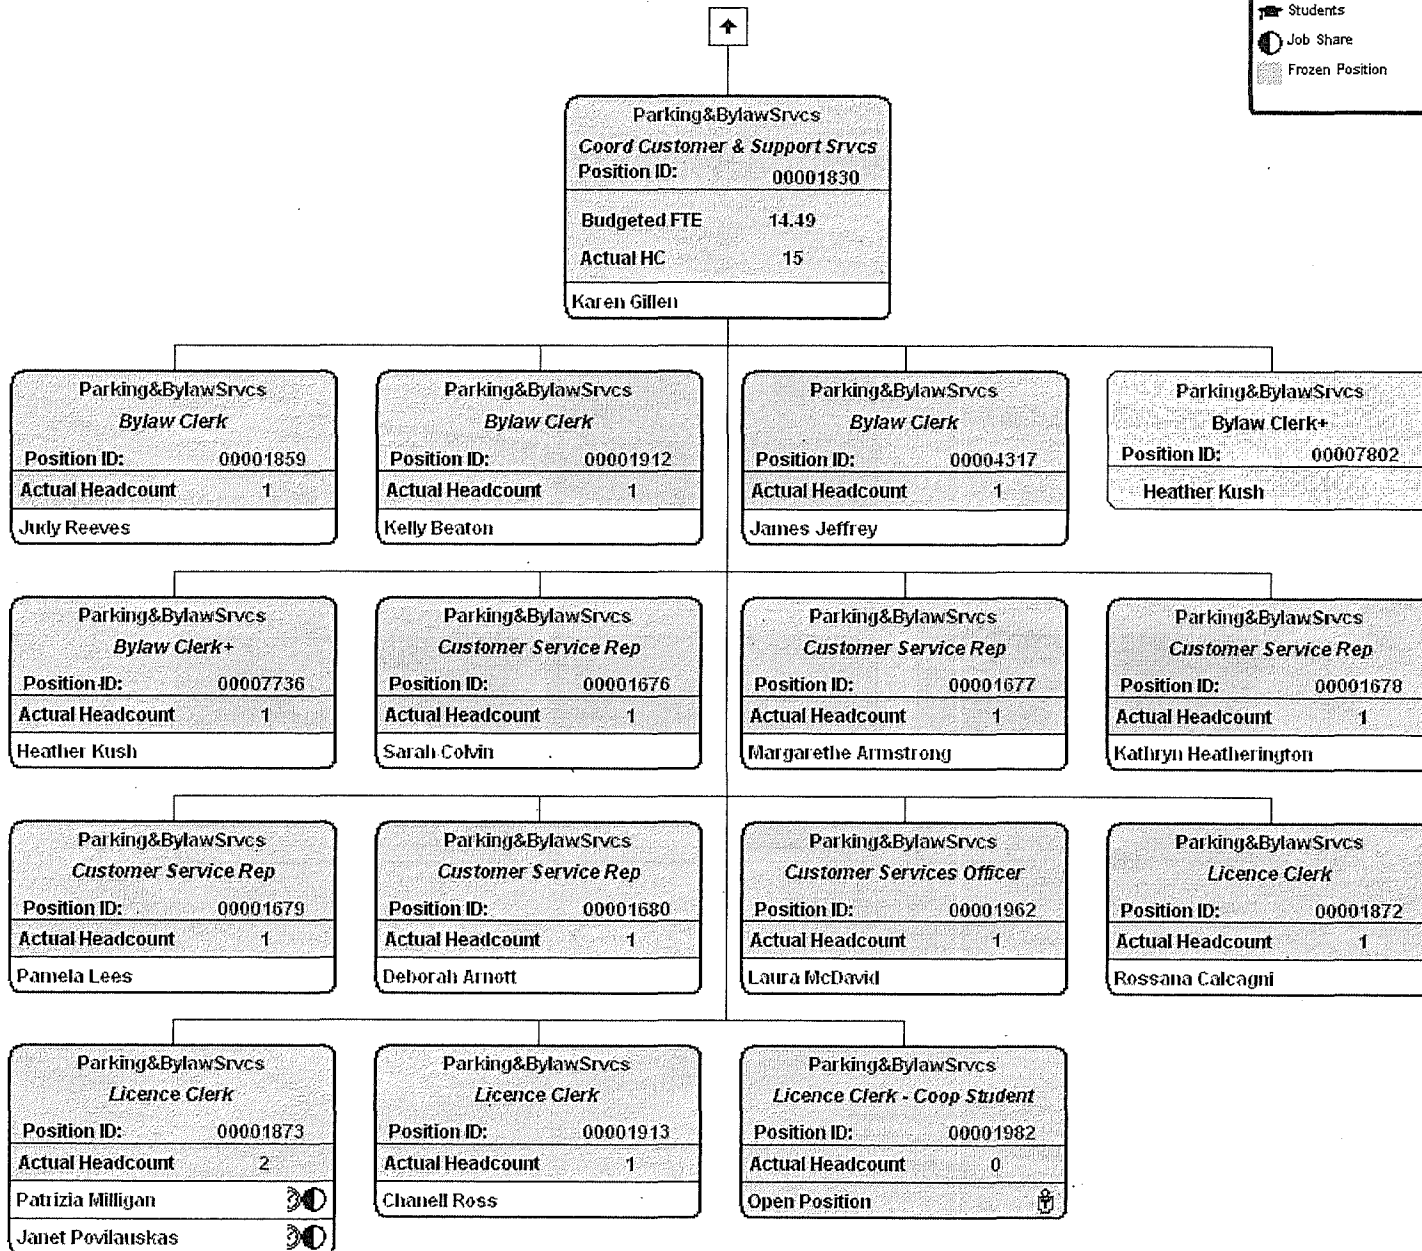 Students
Job Share
Frozen Position
Parking&BylawSrvcs
Coord Customer & Support Srvcs
Position ID: 00001830
Budgeted FTE 14.49
Actual HC 15
Karen Gillen
Parking&BylawSrvcs
Bylaw Clerk
Position ID: 00001859
Actual Headcount 1
Judy Reeves
Parking&BylawSrvcs
Bylaw Clerk
Position ID: 00001912
Actual Headcount 1
Kelly Beaton
Parking&BylawSrvcs
Bylaw Clerk
Position ID: 00004317
Actual Headcount 1
James Jeffrey
Parking&BylawSrvcs
Bylaw Clerk+
Position ID: 00007802
Heather Kush
Parking&BylawSrvcs
Bylaw Clerk+
Position ID: 00007736
Actual Headcount 1
Heather Kush
Parking&BylawSrvcs
Customer Service Rep
Position ID: 00001676
Actual Headcount 1
Sarah Colvin
Parking&BylawSrvcs
Customer Service Rep
Position ID: 00001677
Actual Headcount 1
Margarethe Armstrong
Parking&BylawSrvcs
Customer Service Rep
Position ID: 00001678
Actual Headcount 1
Kathryn Heatherington
Parking&BylawSrvcs
Customer Service Rep
Position ID: 00001679
Actual Headcount 1
Pamela Lees
Parking&BylawSrvcs
Customer Service Rep
Position ID: 00001680
Actual Headcount 1
Deborah Arnott
Parking&BylawSrvcs
Customer Services Officer
Position ID: 00001962
Actual Headcount 1
Laura McDavid
Parking&BylawSrvcs
Licence Clerk
Position ID: 00001872
Actual Headcount 1
Rossana Calcagni
Parking&BylawSrvcs
Licence Clerk
Position ID: 00001873
Actual Headcount 2
Patrizia Milligan
Janet Povilauskas
Parking&BylawSrvcs
Licence Clerk
Position ID: 00001913
Actual Headcount 1
Chanell Ross
Parking&BylawSrvcs
Licence Clerk - Coop Student
Position ID: 00001982
Actual Headcount 0
Open Position